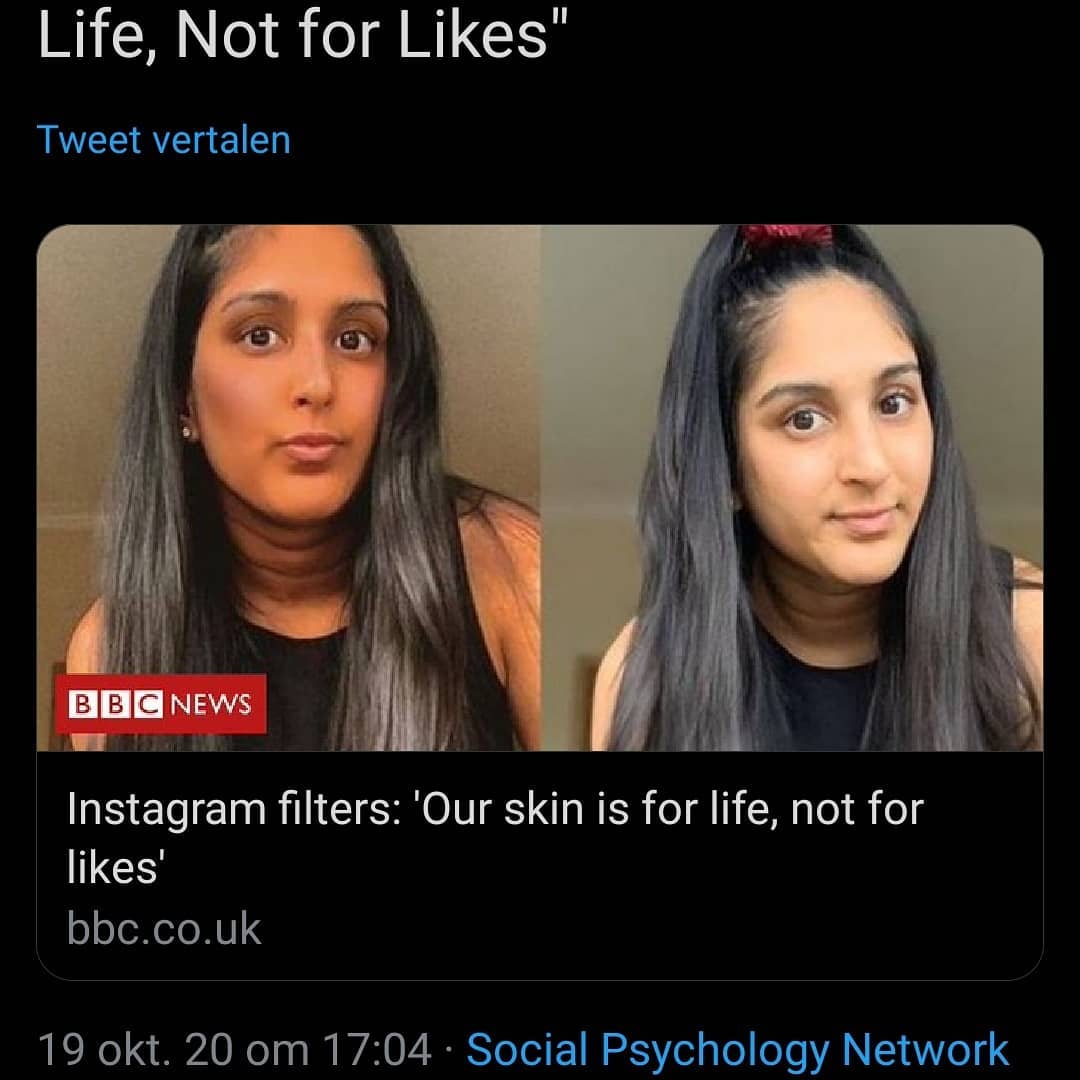 Life, Not for Likes"
Tweet vertalen
BBC NEWS
Instagram filters: 'Our skin is for life, not for
likes'
bbc.co.uk
19 okt. 20 om 17:04 · Social Psychology Network